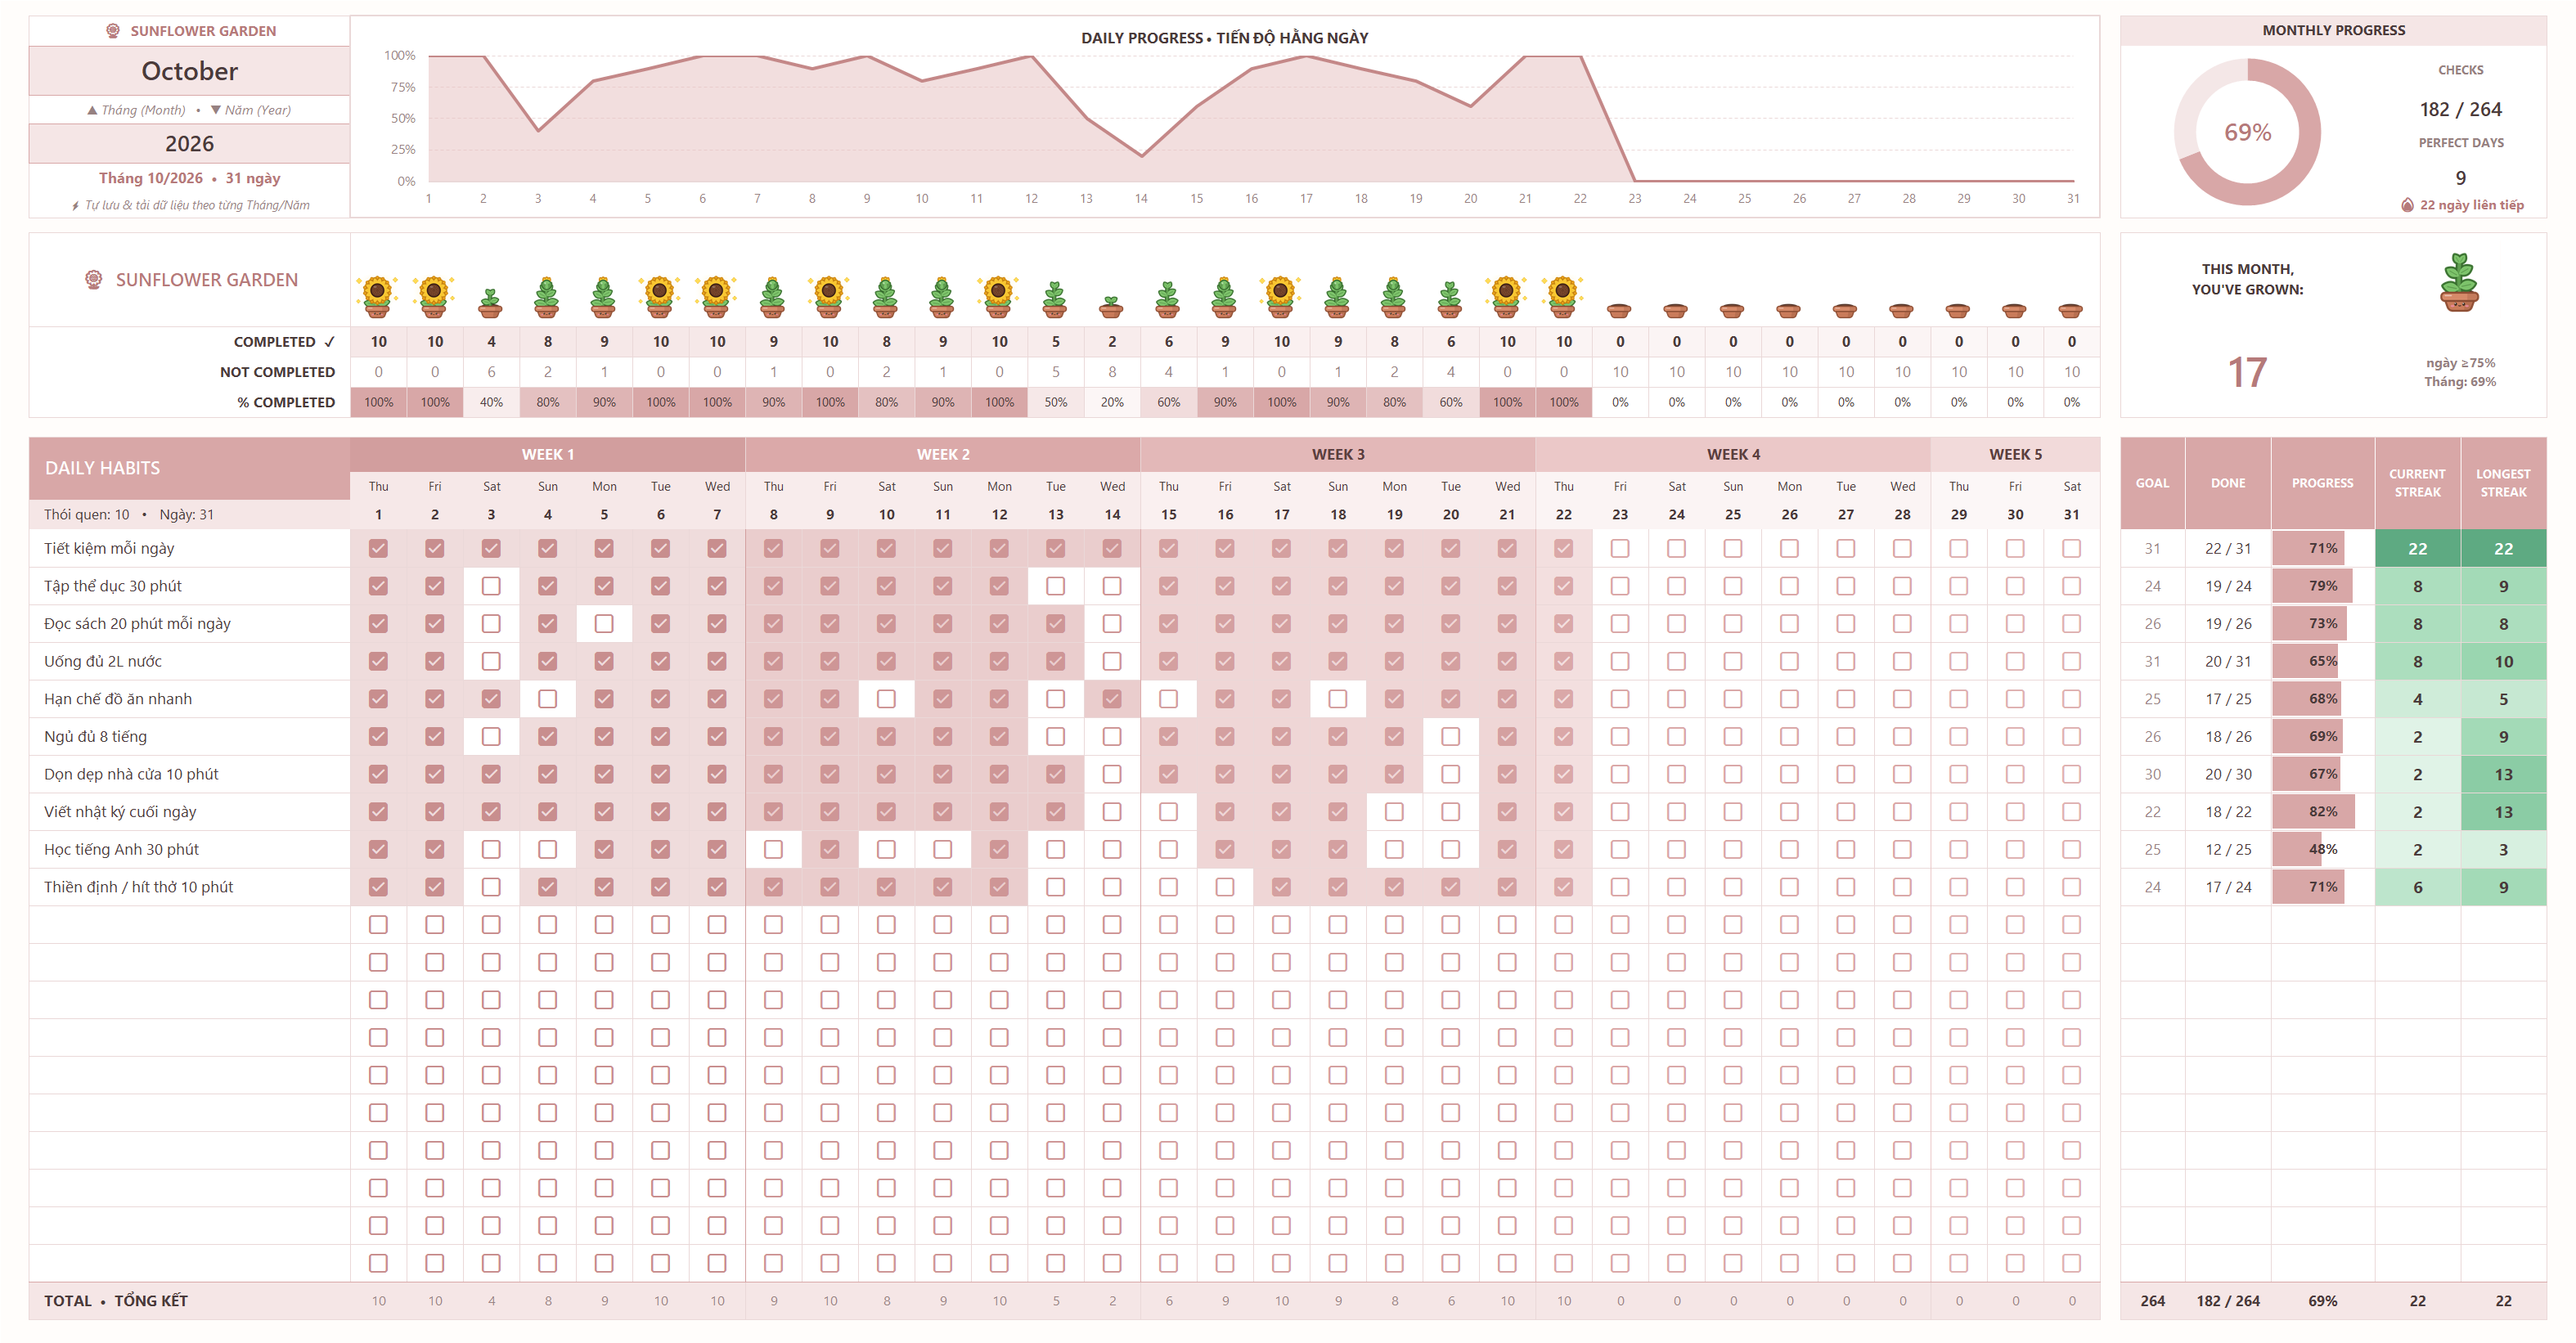 SUNFLOWER GARDEN
October
▲ Tháng (Month) • ▼ Năm (Year)
2026
Tháng 10/2026 • 31 ngày
Tự lưu & tải dữ liệu theo từng Tháng/Năm
DAILY PROGRESS • TIẾN ĐỘ HẰNG NGÀY
100%
75%
50%
25%
0%
1 2 3 4 5 6 7 8 9 10 11 12 13 14 15 16 17 18 19 20 21 22 23 24 25 26 27 28 29 30 31
MONTHLY PROGRESS
69%
CHECKS
182 / 264
PERFECT DAYS
9
22 ngày liên tiếp
SUNFLOWER GARDEN
COMPLETED ✓ 10 10 4 8 9 10 10 9 10 8 9 10 5 2 6 9 10 9 8 6 10 10 0 0 0 0 0 0 0 0 0
NOT COMPLETED 0 0 6 2 1 0 0 1 0 2 1 0 5 8 4 1 0 1 2 4 0 0 10 10 10 10 10 10 10 10 10
% COMPLETED 100% 100% 40% 80% 90% 100% 100% 90% 100% 80% 90% 100% 50% 20% 60% 90% 100% 90% 80% 60% 100% 100% 0% 0% 0% 0% 0% 0% 0% 0% 0%
THIS MONTH,
YOU'VE GROWN:
17
ngày ≥75%
Tháng: 69%
DAILY HABITS WEEK 1 WEEK 2 WEEK 3 WEEK 4 WEEK 5
Thu Fri Sat Sun Mon Tue Wed Thu Fri Sat Sun Mon Tue Wed Thu Fri Sat Sun Mon Tue Wed Thu Fri Sat Sun Mon Tue Wed Thu Fri Sat
Thói quen: 10 • Ngày: 31 1 2 3 4 5 6 7 8 9 10 11 12 13 14 15 16 17 18 19 20 21 22 23 24 25 26 27 28 29 30 31
GOAL DONE PROGRESS CURRENT STREAK LONGEST STREAK
Tiết kiệm mỗi ngày 31 22 / 31 71% 22 22
Tập thể dục 30 phút 24 19 / 24 79% 8 9
Đọc sách 20 phút mỗi ngày 26 19 / 26 73% 8 8
Uống đủ 2L nước 31 20 / 31 65% 8 10
Hạn chế đồ ăn nhanh 25 17 / 25 68% 4 5
Ngủ đủ 8 tiếng 26 18 / 26 69% 2 9
Dọn dẹp nhà cửa 10 phút 30 20 / 30 67% 2 13
Viết nhật ký cuối ngày 22 18 / 22 82% 2 13
Học tiếng Anh 30 phút 25 12 / 25 48% 2 3
Thiền định / hít thở 10 phút 24 17 / 24 71% 6 9
TOTAL • TỔNG KẾT 10 10 4 8 9 10 10 9 10 8 9 10 5 2 6 9 10 9 8 6 10 10 0 0 0 0 0 0 0 0 0 264 182 / 264 69% 22 22